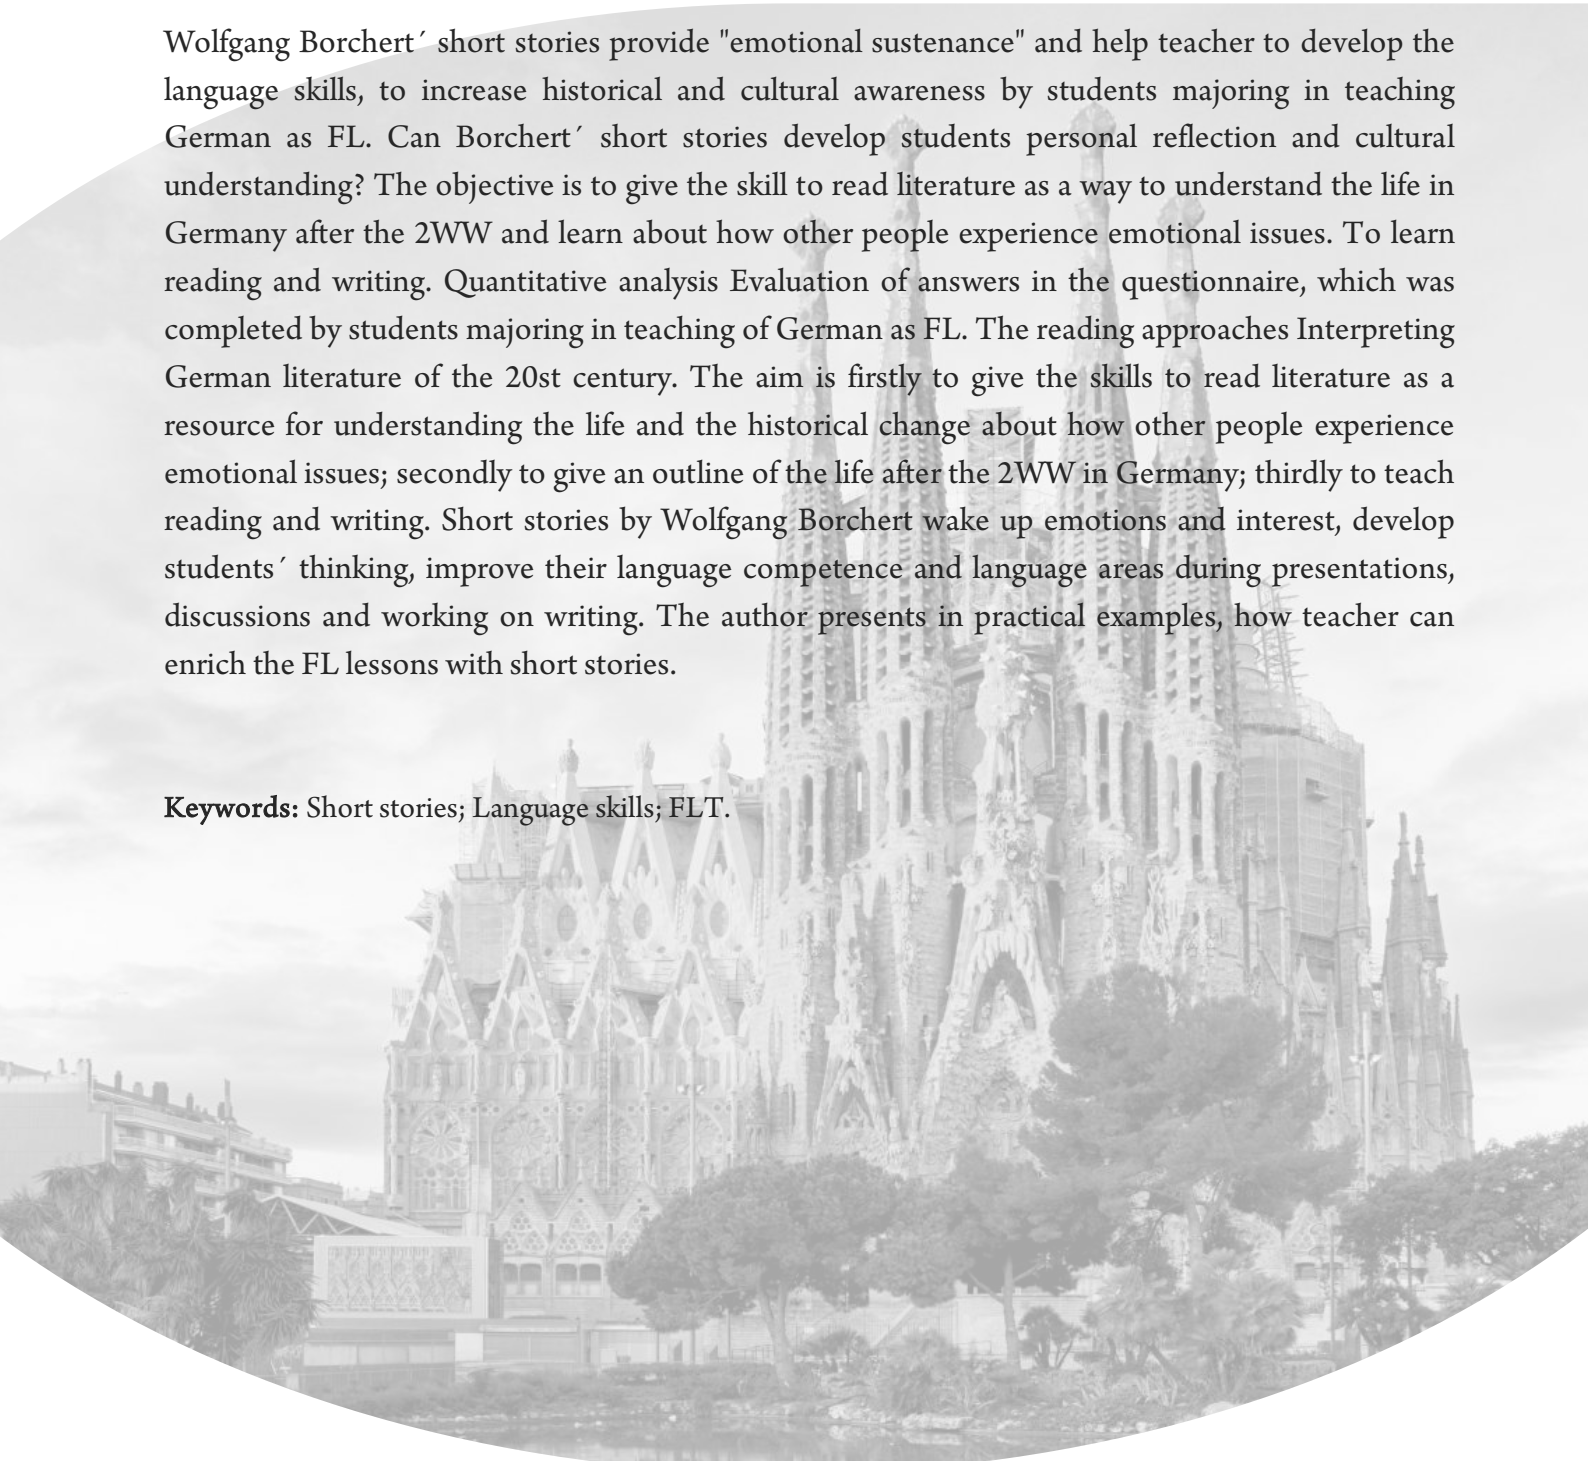 Wolfgang Borchert´ short stories provide "emotional sustenance" and help teacher to develop the
language skills, to increase historical and cultural awareness by students majoring in teaching
German as FL. Can Borchert´ short stories develop students personal reflection and cultural
understanding? The objective is to give the skill to read literature as a way to understand the life in
Germany after the 2WW and learn about how other people experience emotional issues. To learn
reading and writing. Quantitative analysis Evaluation of answers in the questionnaire, which was
completed by students majoring in teaching of German as FL. The reading approaches Interpreting
German literature of the 20st century. The aim is firstly to give the skills to read literature as a
resource for understanding the life and the historical change about how other people experience
emotional issues; secondly to give an outline of the life after the 2WW in Germany; thirdly to teach
reading and writing. Short stories by Wolfgang Borchert wake up emotions and interest, develop
students´ thinking, improve their language competence and language areas during presentations,
discussions and working on writing. The author presents in practical examples, how teacher can
enrich the FL lessons with short stories.
Keywords: Short stories; Language skills; FLT.